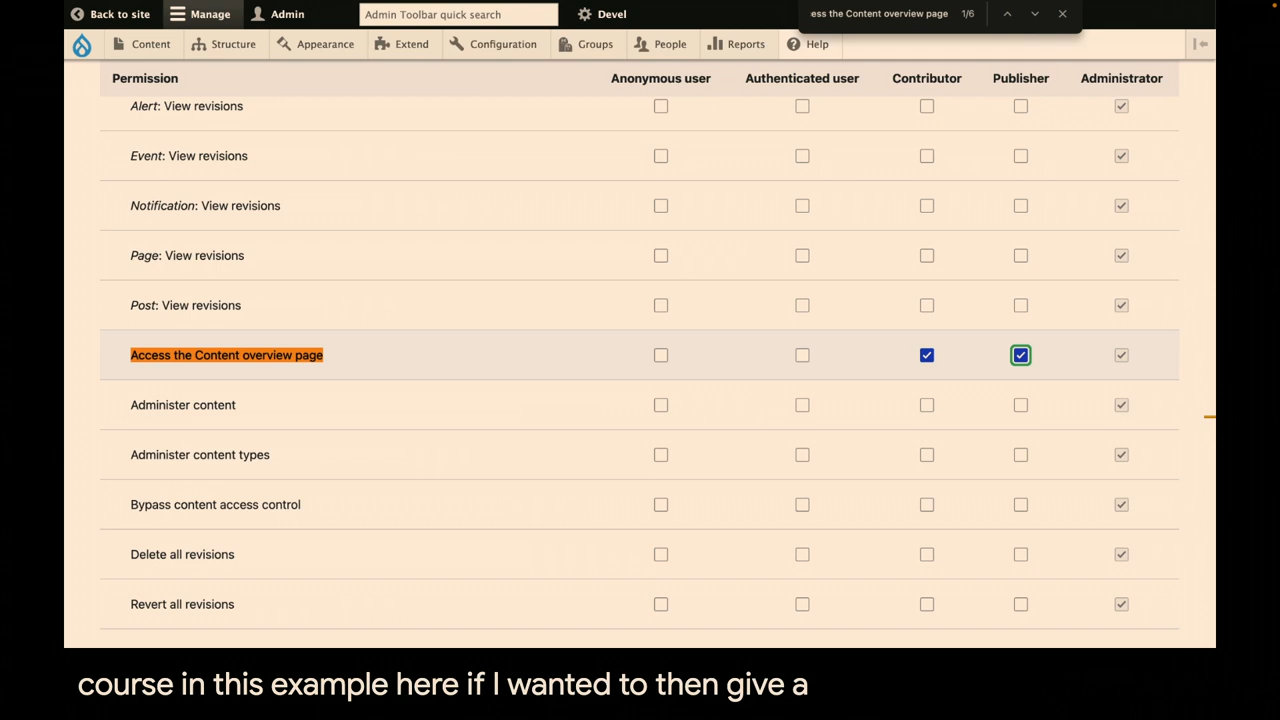 Back to site Manage Admin Admin Toolbar quick search Devel ess the Content overview page 1/6
Content Structure Appearance Extend Configuration Groups People Reports Help
Permission Anonymous user Authenticated user Contributor Publisher Administrator
Alert: View revisions
Event: View revisions
Notification: View revisions
Page: View revisions
Post: View revisions
Access the Content overview page
Administer content
Administer content types
Bypass content access control
Delete all revisions
Revert all revisions
course in this example here if I wanted to then give a